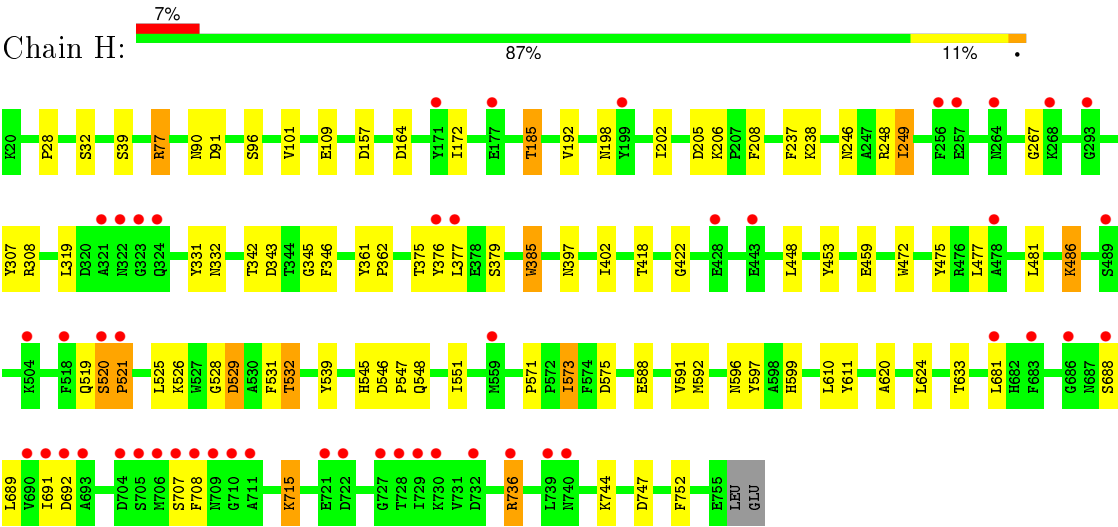 7%
Chain H:
87%
11%
K20 P28 S32 S39 R77 N90 D91 S96 V101 E109 D157 D164 Y171 I172 E177 T185 V192 N198 Y199 I202 D205 K206 P207 F208 F237 K238 N246 A247 R248 I249 F256 E257 N264 G267 K268 G293
Y307 R308 L319 D320 A321 N322 G323 Q324 Y331 N332 T342 D343 T344 G345 F346 Y361 P362 T375 Y376 L377 E378 S379 W385 N397 I402 T418 G422 E428 E443 L448 Y453 E459 W472 Y475 R476 L477 A478 L481 K486 S489
K504 F518 Q519 S520 P521 L525 K526 W527 G528 D529 A530 F531 T532 Y539 H545 D546 P547 Q548 I551 M559 P571 P572 I573 F574 D575 E588 V591 M592 N596 Y597 A598 H599 L610 Y611 A620 L624 T633 L681 H682 F683 G686 N687 S688
L689 V690 I691 D692 A693 D704 S705 M706 S707 F708 N709 G710 A711 K715 E721 D722 G727 T728 I729 K730 V731 D732 R736 L739 N740 K744 D747 F752 E755 LEU GLU